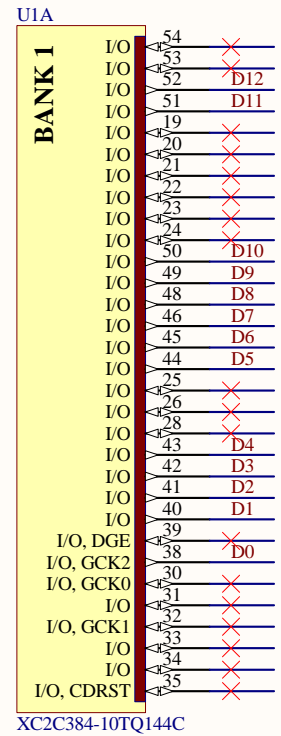 U1A
BANK 1
I/O 54
I/O 53
I/O 52 D12
I/O 51 D11
I/O 19
I/O 20
I/O 21
I/O 22
I/O 23
I/O 24
I/O 50 D10
I/O 49 D9
I/O 48 D8
I/O 46 D7
I/O 45 D6
I/O 44 D5
I/O 25
I/O 26
I/O 28
I/O 43 D4
I/O 42 D3
I/O 41 D2
I/O 40 D1
I/O, DGE 39
I/O, GCK2 38 D0
I/O, GCK0 30
I/O 31
I/O, GCK1 32
I/O 33
I/O 34
I/O, CDRST 35
XC2C384-10TQ144C